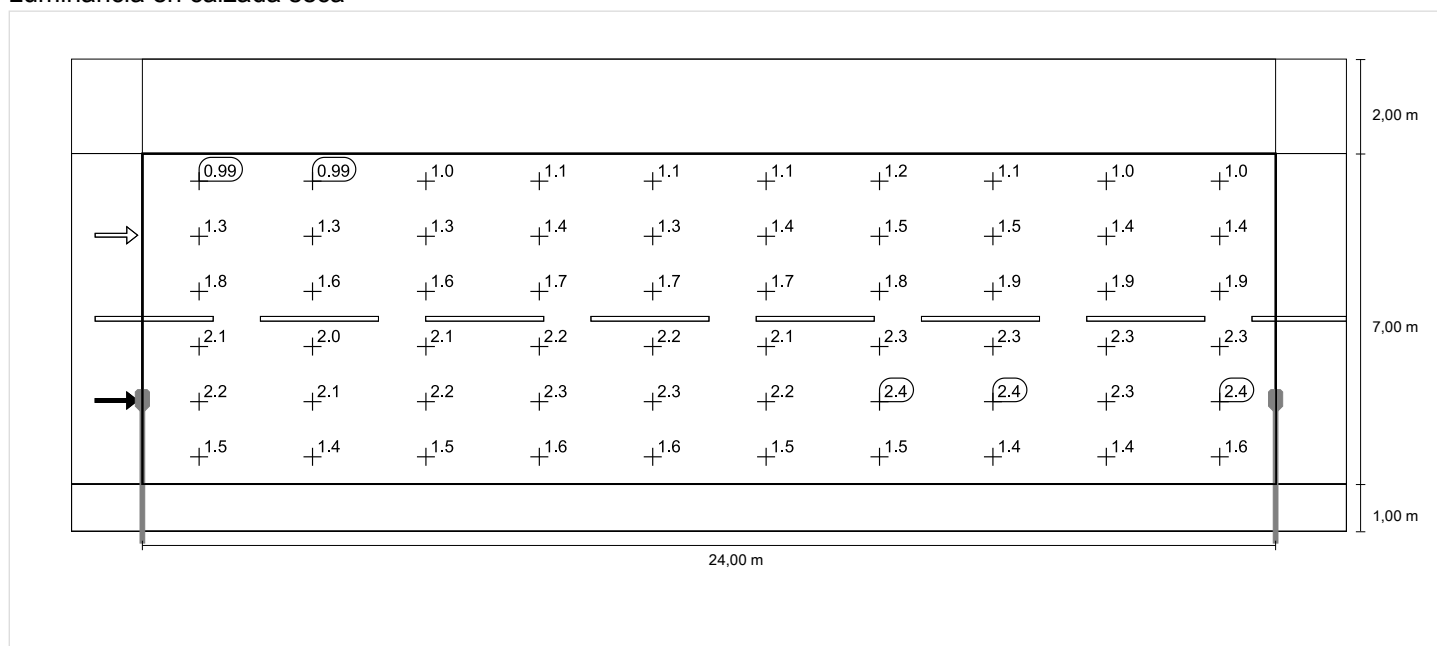 Luminancia en calzada seca
2,00 m
0.99 0.99 1.0 1.1 1.1 1.1 1.2 1.1 1.0 1.0
1.3 1.3 1.3 1.4 1.3 1.4 1.5 1.5 1.4 1.4
1.8 1.6 1.6 1.7 1.7 1.7 1.8 1.9 1.9 1.9
7,00 m
2.1 2.0 2.1 2.2 2.2 2.1 2.3 2.3 2.3 2.3
2.2 2.1 2.2 2.3 2.3 2.2 2.4 2.4 2.3 2.4
1.5 1.4 1.5 1.6 1.6 1.5 1.5 1.4 1.4 1.6
1,00 m
24,00 m